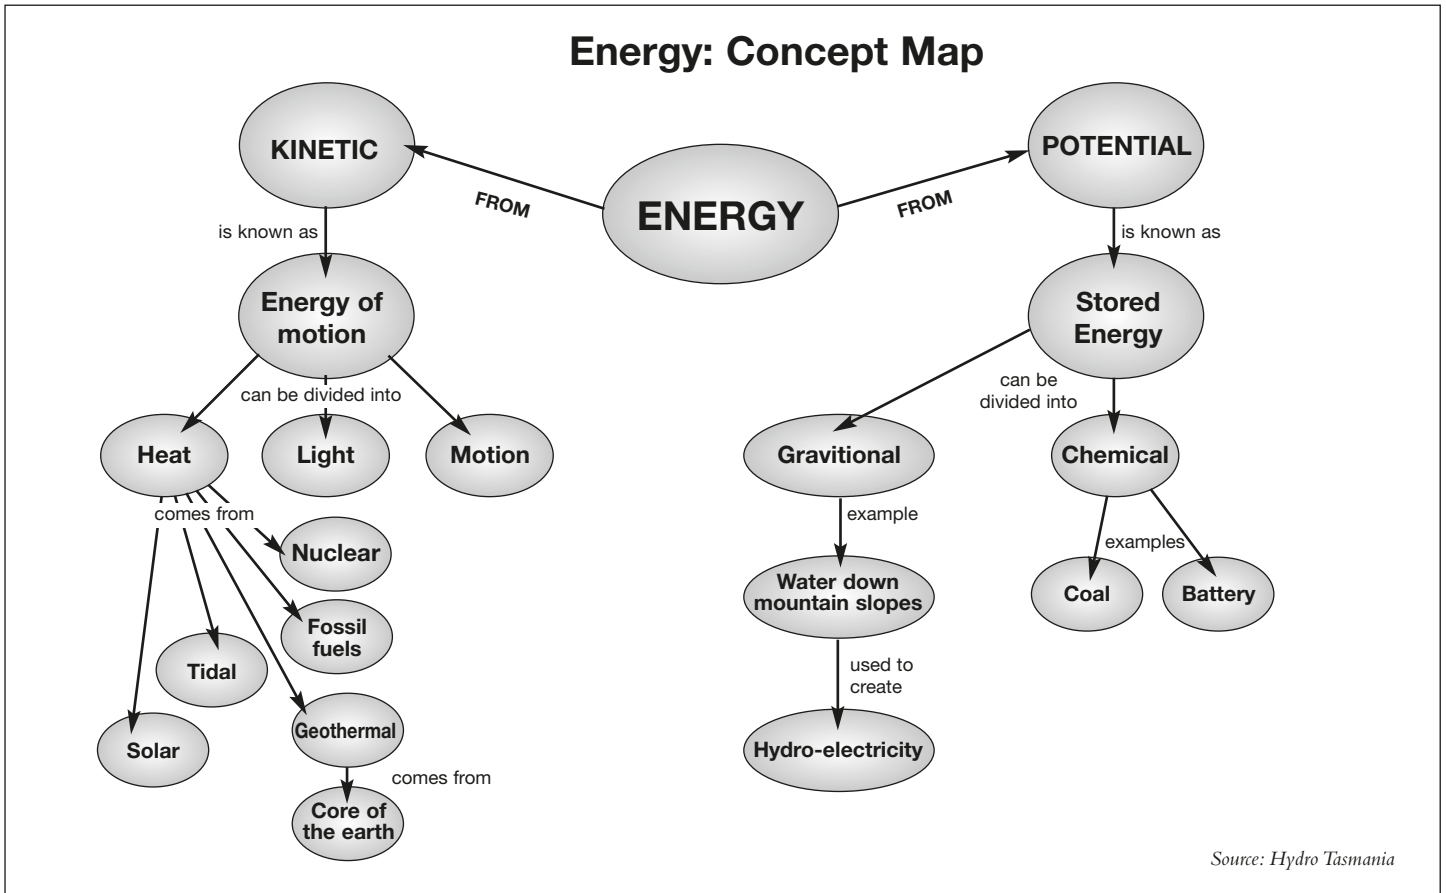 Energy: Concept Map
KINETIC
POTENTIAL
ENERGY
FROM
FROM
is known as
is known as
Energy of
motion
Stored
Energy
can be divided into
can be
divided into
Heat
Light
Motion
Gravitional
Chemical
comes from
example
examples
Nuclear
Water down
mountain slopes
Coal
Battery
Fossil
fuels
Tidal
used to
create
Geothermal
Solar
Hydro-electricity
comes from
Core of
the earth
Source: Hydro Tasmania